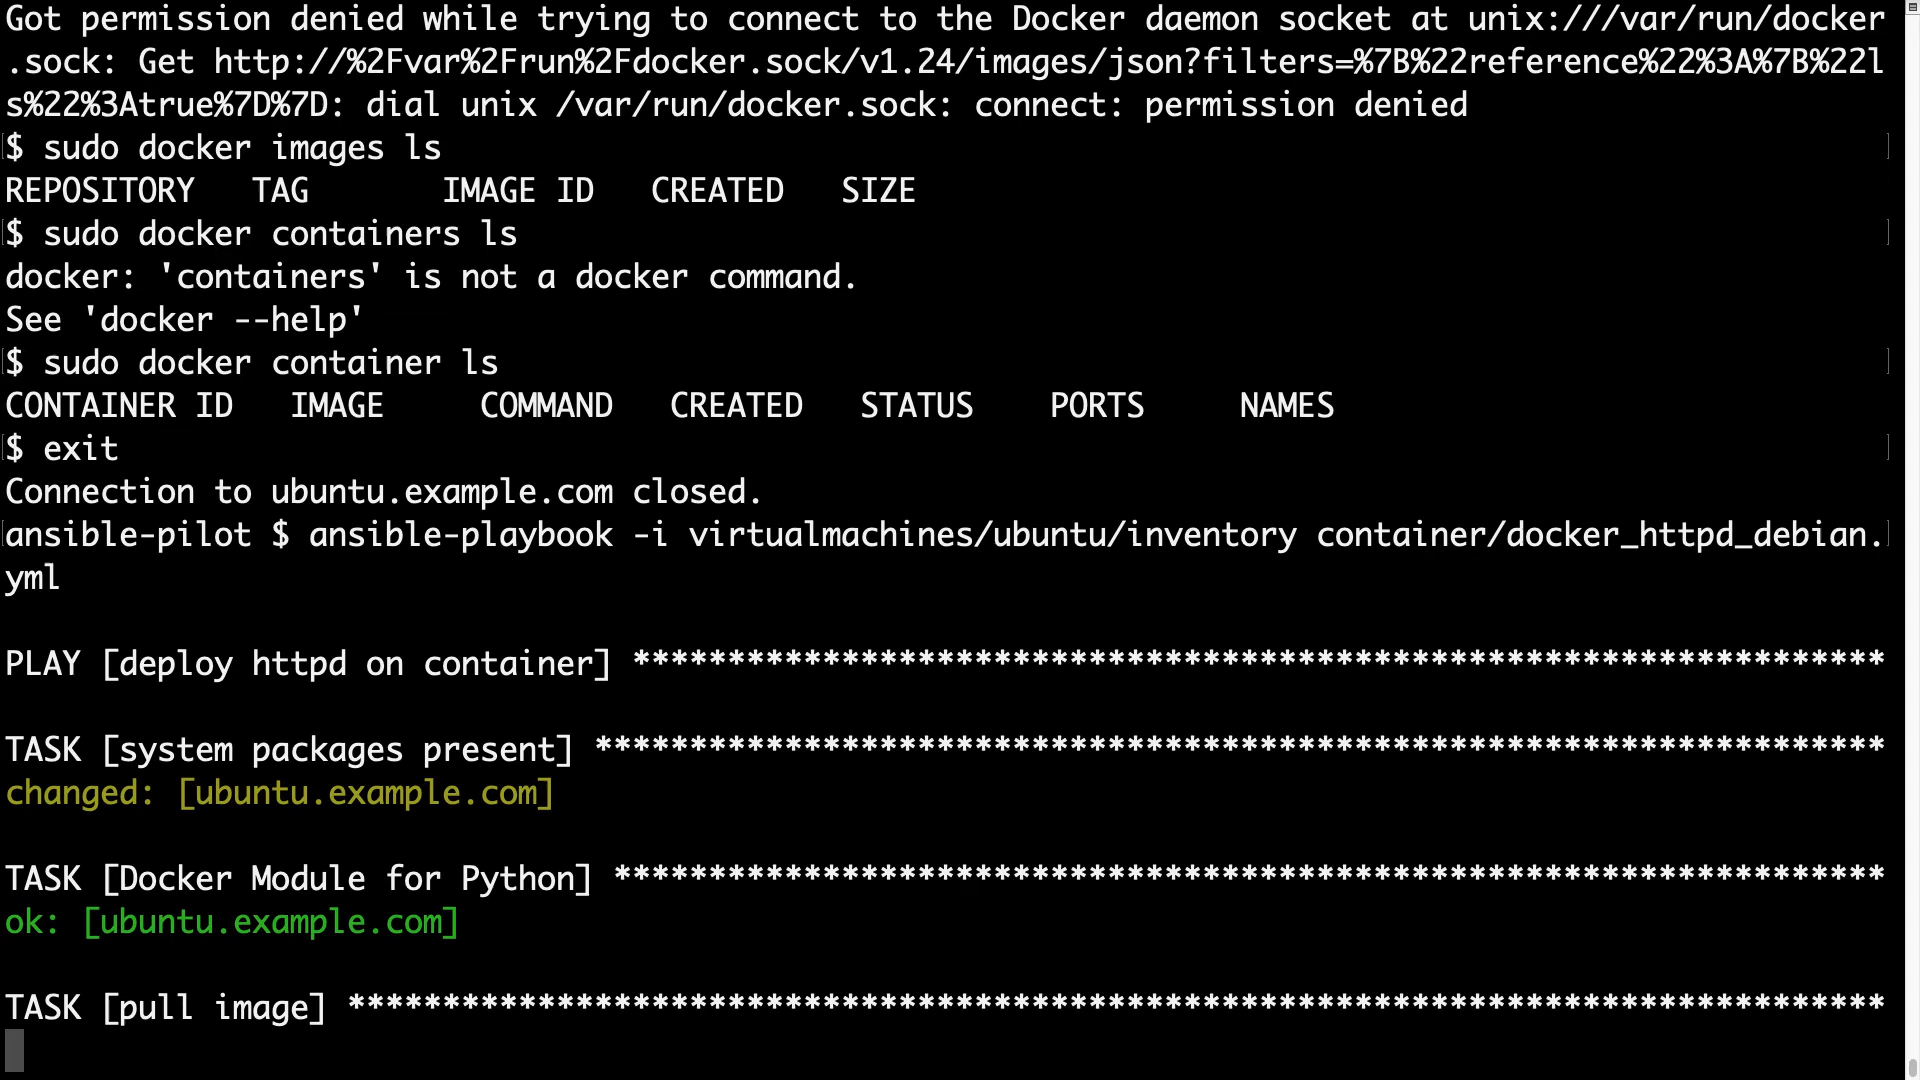 Got permission denied while trying to connect to the Docker daemon socket at unix:///var/run/docker
.sock: Get http://%2Fvar%2Frun%2Fdocker.sock/v1.24/images/json?filters=%7B%22reference%22%3A%7B%22l
s%22%3Atrue%7D%7D: dial unix /var/run/docker.sock: connect: permission denied
[$ sudo docker images ls ]
REPOSITORY   TAG       IMAGE ID   CREATED   SIZE
[$ sudo docker containers ls ]
docker: 'containers' is not a docker command.
See 'docker --help'
[$ sudo docker container ls ]
CONTAINER ID   IMAGE     COMMAND   CREATED   STATUS    PORTS     NAMES
[$ exit ]
Connection to ubuntu.example.com closed.
[ansible-pilot $ ansible-playbook -i virtualmachines/ubuntu/inventory container/docker_httpd_debian.]
yml
PLAY [deploy httpd on container] ******************************************************************
TASK [system packages present] ********************************************************************
changed: [ubuntu.example.com]
TASK [Docker Module for Python] *******************************************************************
ok: [ubuntu.example.com]
TASK [pull image] *********************************************************************************